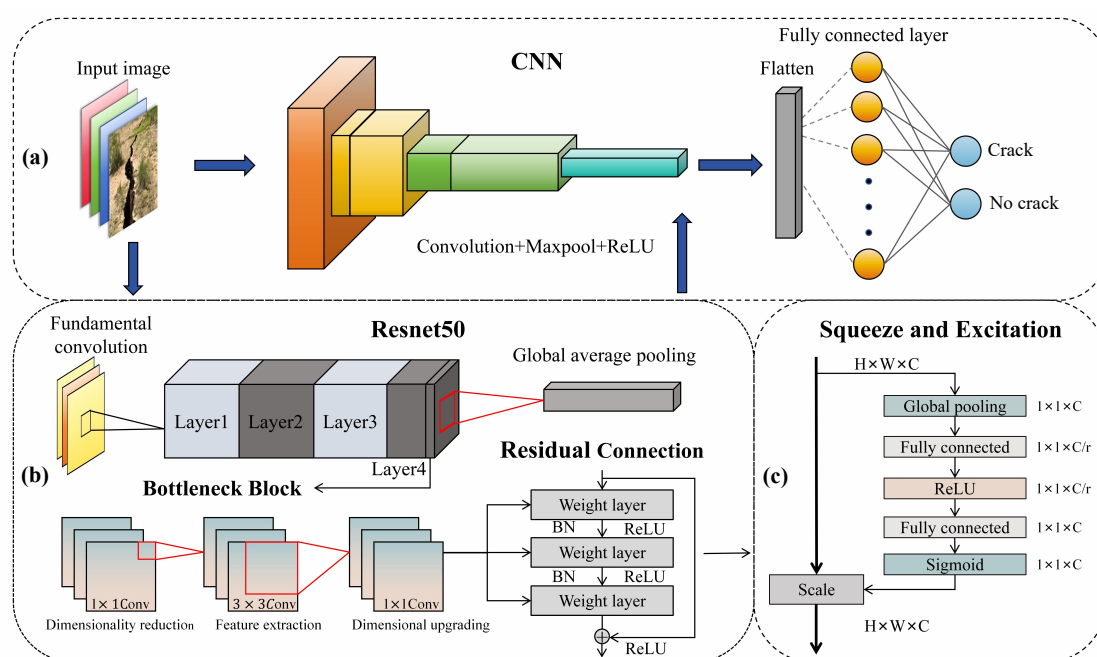 CNN
Input image
Fully connected layer
Flatten
(a)
Crack
No crack
Convolution+Maxpool+ReLU
Resnet50
Fundamental
convolution
Global average pooling
Layer1
Layer2
Layer3
Layer4
(b)
Residual Connection
Bottleneck Block
Weight layer
BN
ReLU
Weight layer
BN
ReLU
Weight layer
ReLU
1×1Conv
3×3Conv
1×1Conv
Dimensionality reduction
Feature extraction
Dimensional upgrading
Squeeze and Excitation
H×W×C
Global pooling
1×1×C
Fully connected
1×1×C/r
(c)
ReLU
1×1×C/r
Fully connected
1×1×C
Sigmoid
1×1×C
Scale
H×W×C